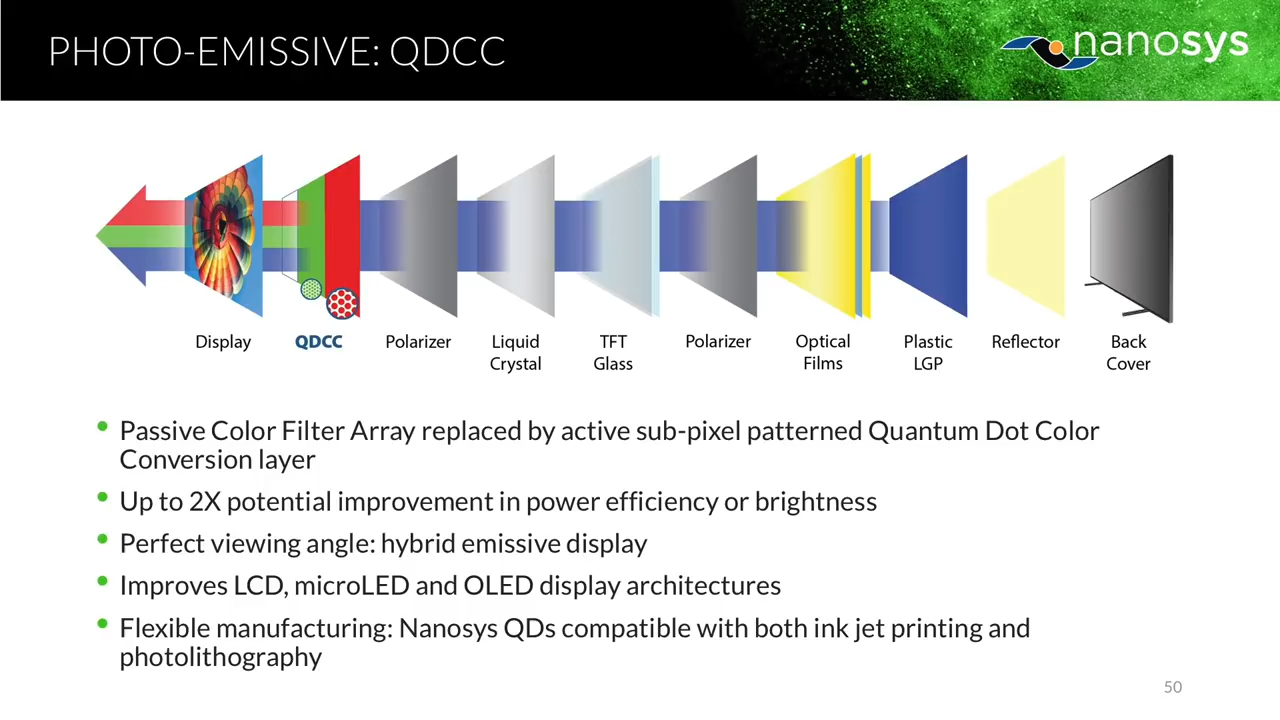 PHOTO-EMISSIVE: QDCC
nanosys
Display
QDCC
Polarizer
Liquid
Crystal
TFT
Glass
Polarizer
Optical
Films
Plastic
LGP
Reflector
Back
Cover
• Passive Color Filter Array replaced by active sub-pixel patterned Quantum Dot Color
Conversion layer
• Up to 2X potential improvement in power efficiency or brightness
• Perfect viewing angle: hybrid emissive display
• Improves LCD, microLED and OLED display architectures
• Flexible manufacturing: Nanosys QDs compatible with both ink jet printing and
photolithography
50